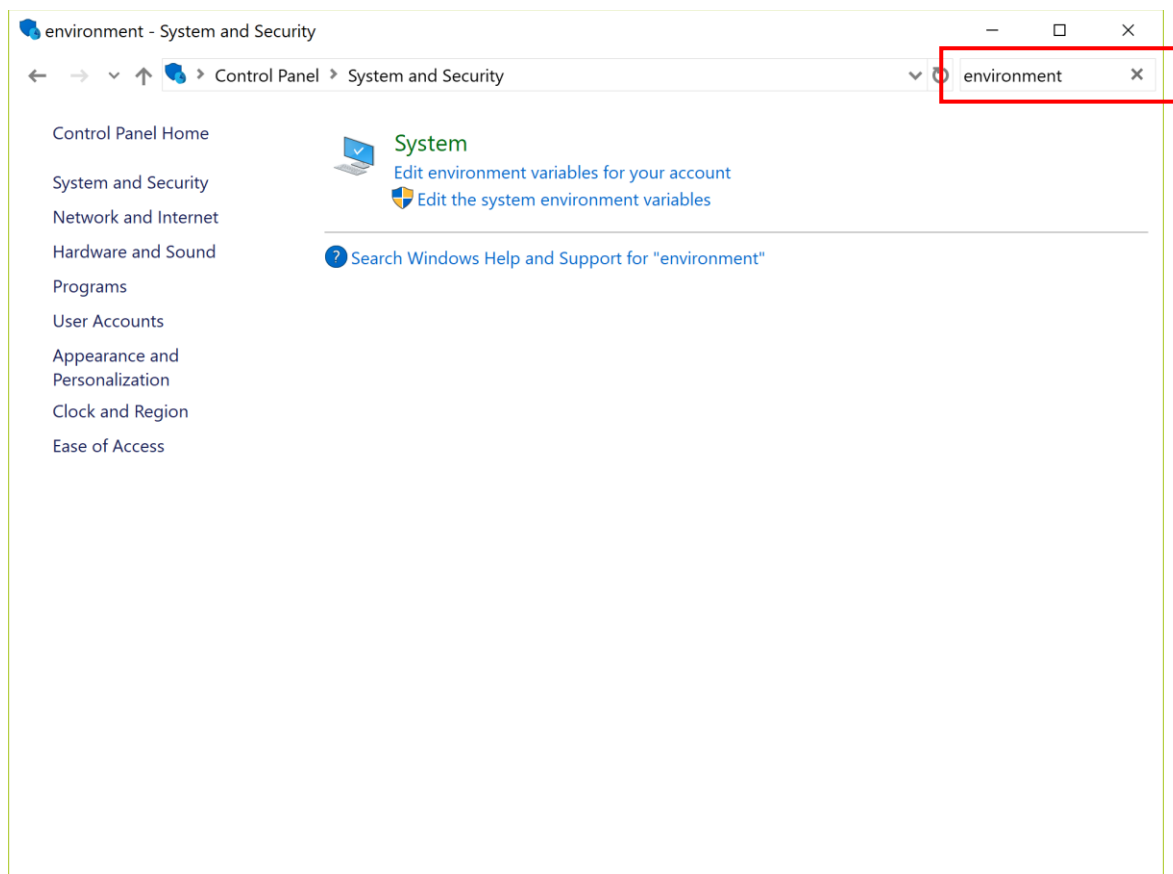 environment - System and Security
Control Panel > System and Security
environment
Control Panel Home
System and Security
Network and Internet
Hardware and Sound
Programs
User Accounts
Appearance and
Personalization
Clock and Region
Ease of Access
System
Edit environment variables for your account
Edit the system environment variables
? Search Windows Help and Support for "environment"